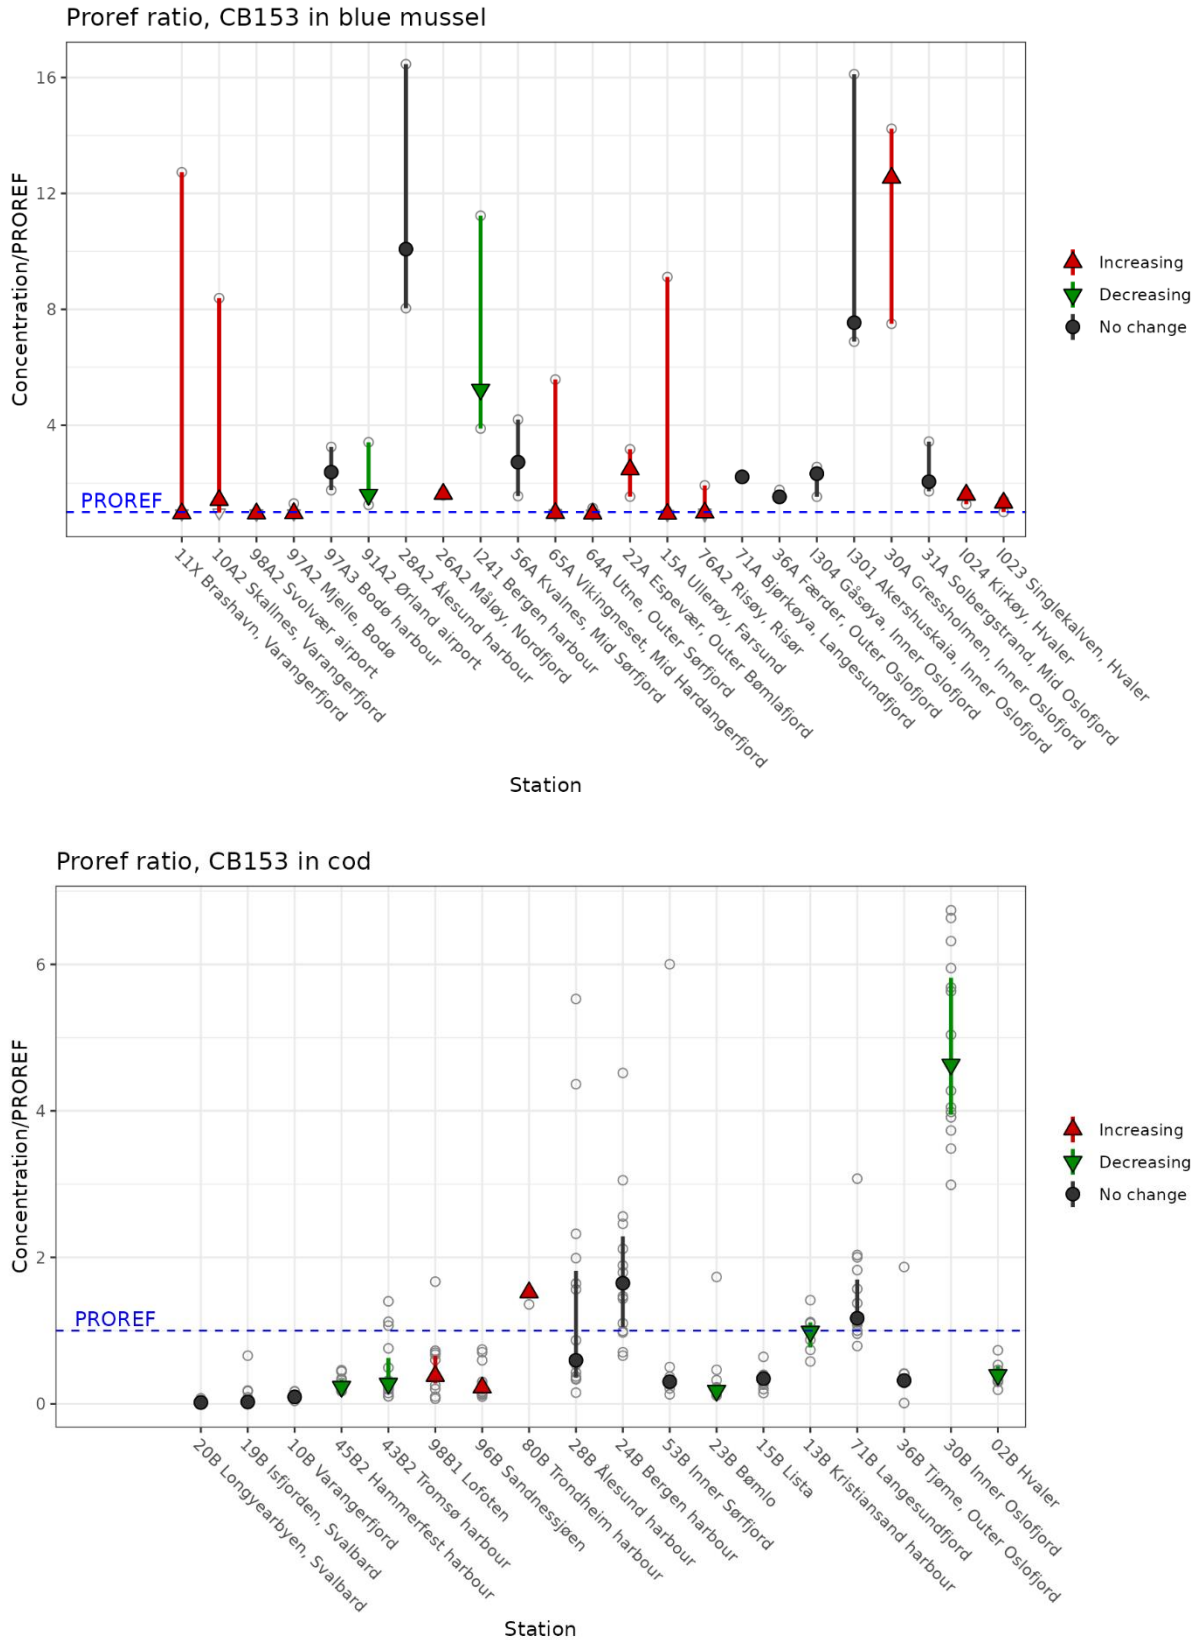 Proref ratio, CB153 in blue mussel
Concentration/PROREF
16
12
8
4
PROREF
11X Brashavn, Varangerfjord
10A2 Skallnes, Varangerfjord
98A2 Svolvær airport
97A2 Mjelle, Bodø
97A3 Bodø harbour
91A2 Ørland airport
28A2 Ålesund harbour
26A2 Måløy, Nordfjord
I241 Bergen harbour
56A Kvalnes, Mid Sørfjord
65A Vikingneset, Mid Hardangerfjord
64A Utne, Outer Sørfjord
22A Espevær, Outer Bømlafjord
15A Ullerøy, Farsund
76A2 Risøy, Risør
71A Bjørkøya, Langesundfjord
36A Færder, Outer Oslofjord
I304 Gåsøya, Inner Oslofjord
I301 Akershuskaia, Inner Oslofjord
30A Gressholmen, Inner Oslofjord
31A Solbergstrand, Mid Oslofjord
I024 Kirkøy, Hvaler
I023 Singlekalven, Hvaler
Station
Increasing
Decreasing
No change
Proref ratio, CB153 in cod
Concentration/PROREF
6
4
2
0
PROREF
20B Longyearbyen, Svalbard
19B Isfjorden, Svalbard
10B Varangerfjord
45B2 Hammerfest harbour
43B2 Tromsø harbour
98B1 Lofoten
96B Sandnessjøen
80B Trondheim harbour
28B Ålesund harbour
24B Bergen harbour
53B Inner Sørfjord
23B Bømlo
15B Lista
13B Kristiansand harbour
71B Langesundfjord
36B Tjøme, Outer Oslofjord
30B Inner Oslofjord
02B Hvaler
Station
Increasing
Decreasing
No change